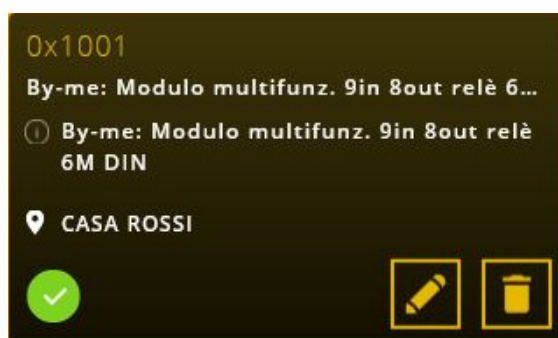 0x1001
By-me: Modulo multifunz. 9in 8out relè 6...
By-me: Modulo multifunz. 9in 8out relè
6M DIN
CASA ROSSI